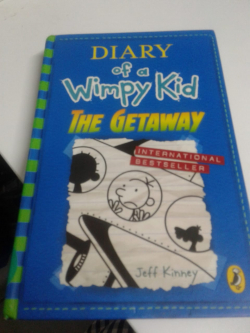 DIARY
of a
Wimpy Kid
THE GETAWAY
INTERNATIONAL
BESTSELLER
Jeff Kinney